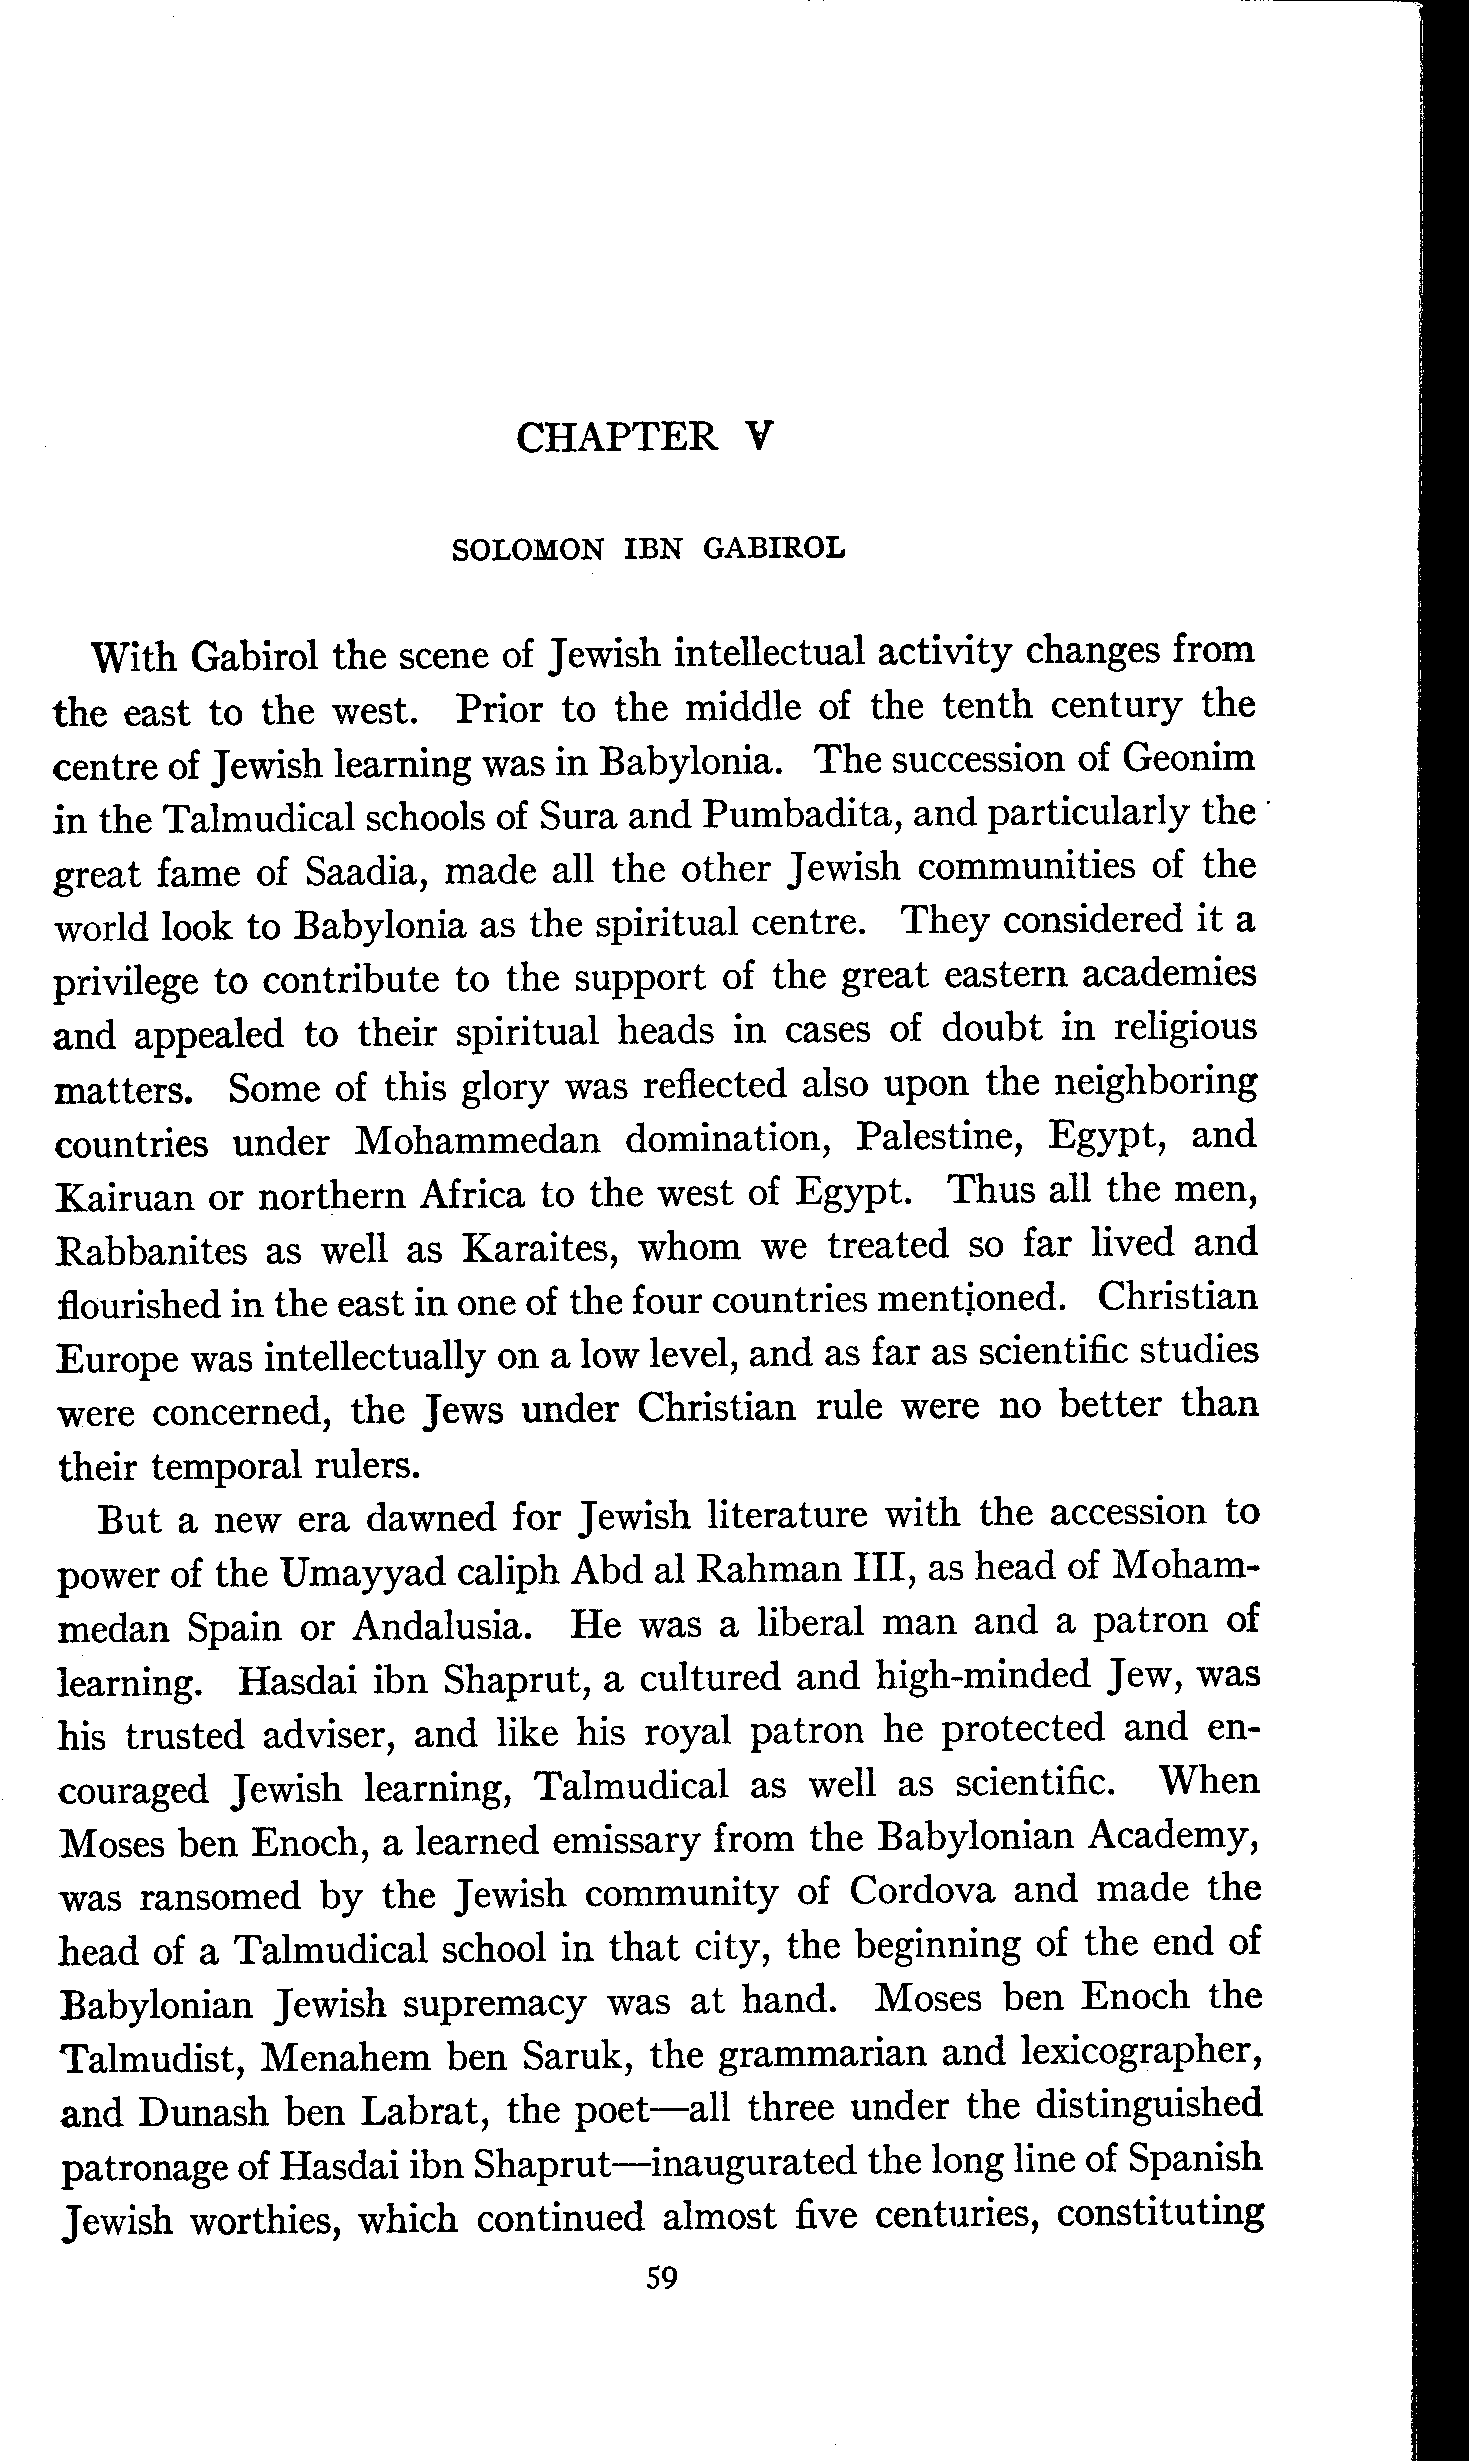 CHAPTER V
SOLOMON IBN GABIROL
With Gabirol the scene of Jewish intellectual activity changes from
the east to the west. Prior to the middle of the tenth century the
centre of Jewish learning was in Babylonia. The succession of Geonim
in the Talmudical schools of Sura and Pumbadita, and particularly the
great fame of Saadia, made all the other Jewish communities of the
world look to Babylonia as the spiritual centre. They considered it a
privilege to contribute to the support of the great eastern academies
and appealed to their spiritual heads in cases of doubt in religious
matters. Some of this glory was reflected also upon the neighboring
countries under Mohammedan domination, Palestine, Egypt, and
Kairuan or northern Africa to the west of Egypt. Thus all the men,
Rabbanites as well as Karaites, whom we treated so far lived and
flourished in the east in one of the four countries mentioned. Christian
Europe was intellectually on a low level, and as far as scientific studies
were concerned, the Jews under Christian rule were no better than
their temporal rulers.
But a new era dawned for Jewish literature with the accession to
power of the Umayyad caliph Abd al Rahman III, as head of Moham-
medan Spain or Andalusia. He was a liberal man and a patron of
learning. Hasdai ibn Shaprut, a cultured and high-minded Jew, was
his trusted adviser, and like his royal patron he protected and en-
couraged Jewish learning, Talmudical as well as scientific. When
Moses ben Enoch, a learned emissary from the Babylonian Academy,
was ransomed by the Jewish community of Cordova and made the
head of a Talmudical school in that city, the beginning of the end of
Babylonian Jewish supremacy was at hand. Moses ben Enoch the
Talmudist, Menahem ben Saruk, the grammarian and lexicographer,
and Dunash ben Labrat, the poet—all three under the distinguished
patronage of Hasdai ibn Shaprut—inaugurated the long line of Spanish
Jewish worthies, which continued almost five centuries, constituting
59